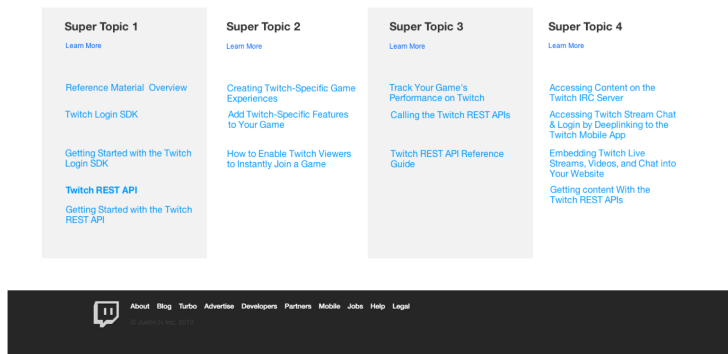 Super Topic 1
Learn More
Reference Material Overview
Twitch Login SDK
Getting Started with the Twitch
Login SDK
Twitch REST API
Getting Started with the Twitch
REST API
Super Topic 2
Learn More
Creating Twitch-Specific Game
Experiences
Add Twitch-Specific Features
to Your Game
How to Enable Twitch Viewers
to Instantly Join a Game
Super Topic 3
Learn More
Track Your Game's
Performance on Twitch
Calling the Twitch REST APIs
Twitch REST API Reference
Guide
Super Topic 4
Learn More
Accessing Content on the
Twitch IRC Server
Accessing Twitch Stream Chat
& Login by Deeplinking to the
Twitch Mobile App
Embedding Twitch Live
Streams, Videos, and Chat into
Your Website
Getting content With the
Twitch REST APIs
About Blog Turbo Advertise Developers Partners Mobile Jobs Help Legal
© Justin.tv, Inc. 2013